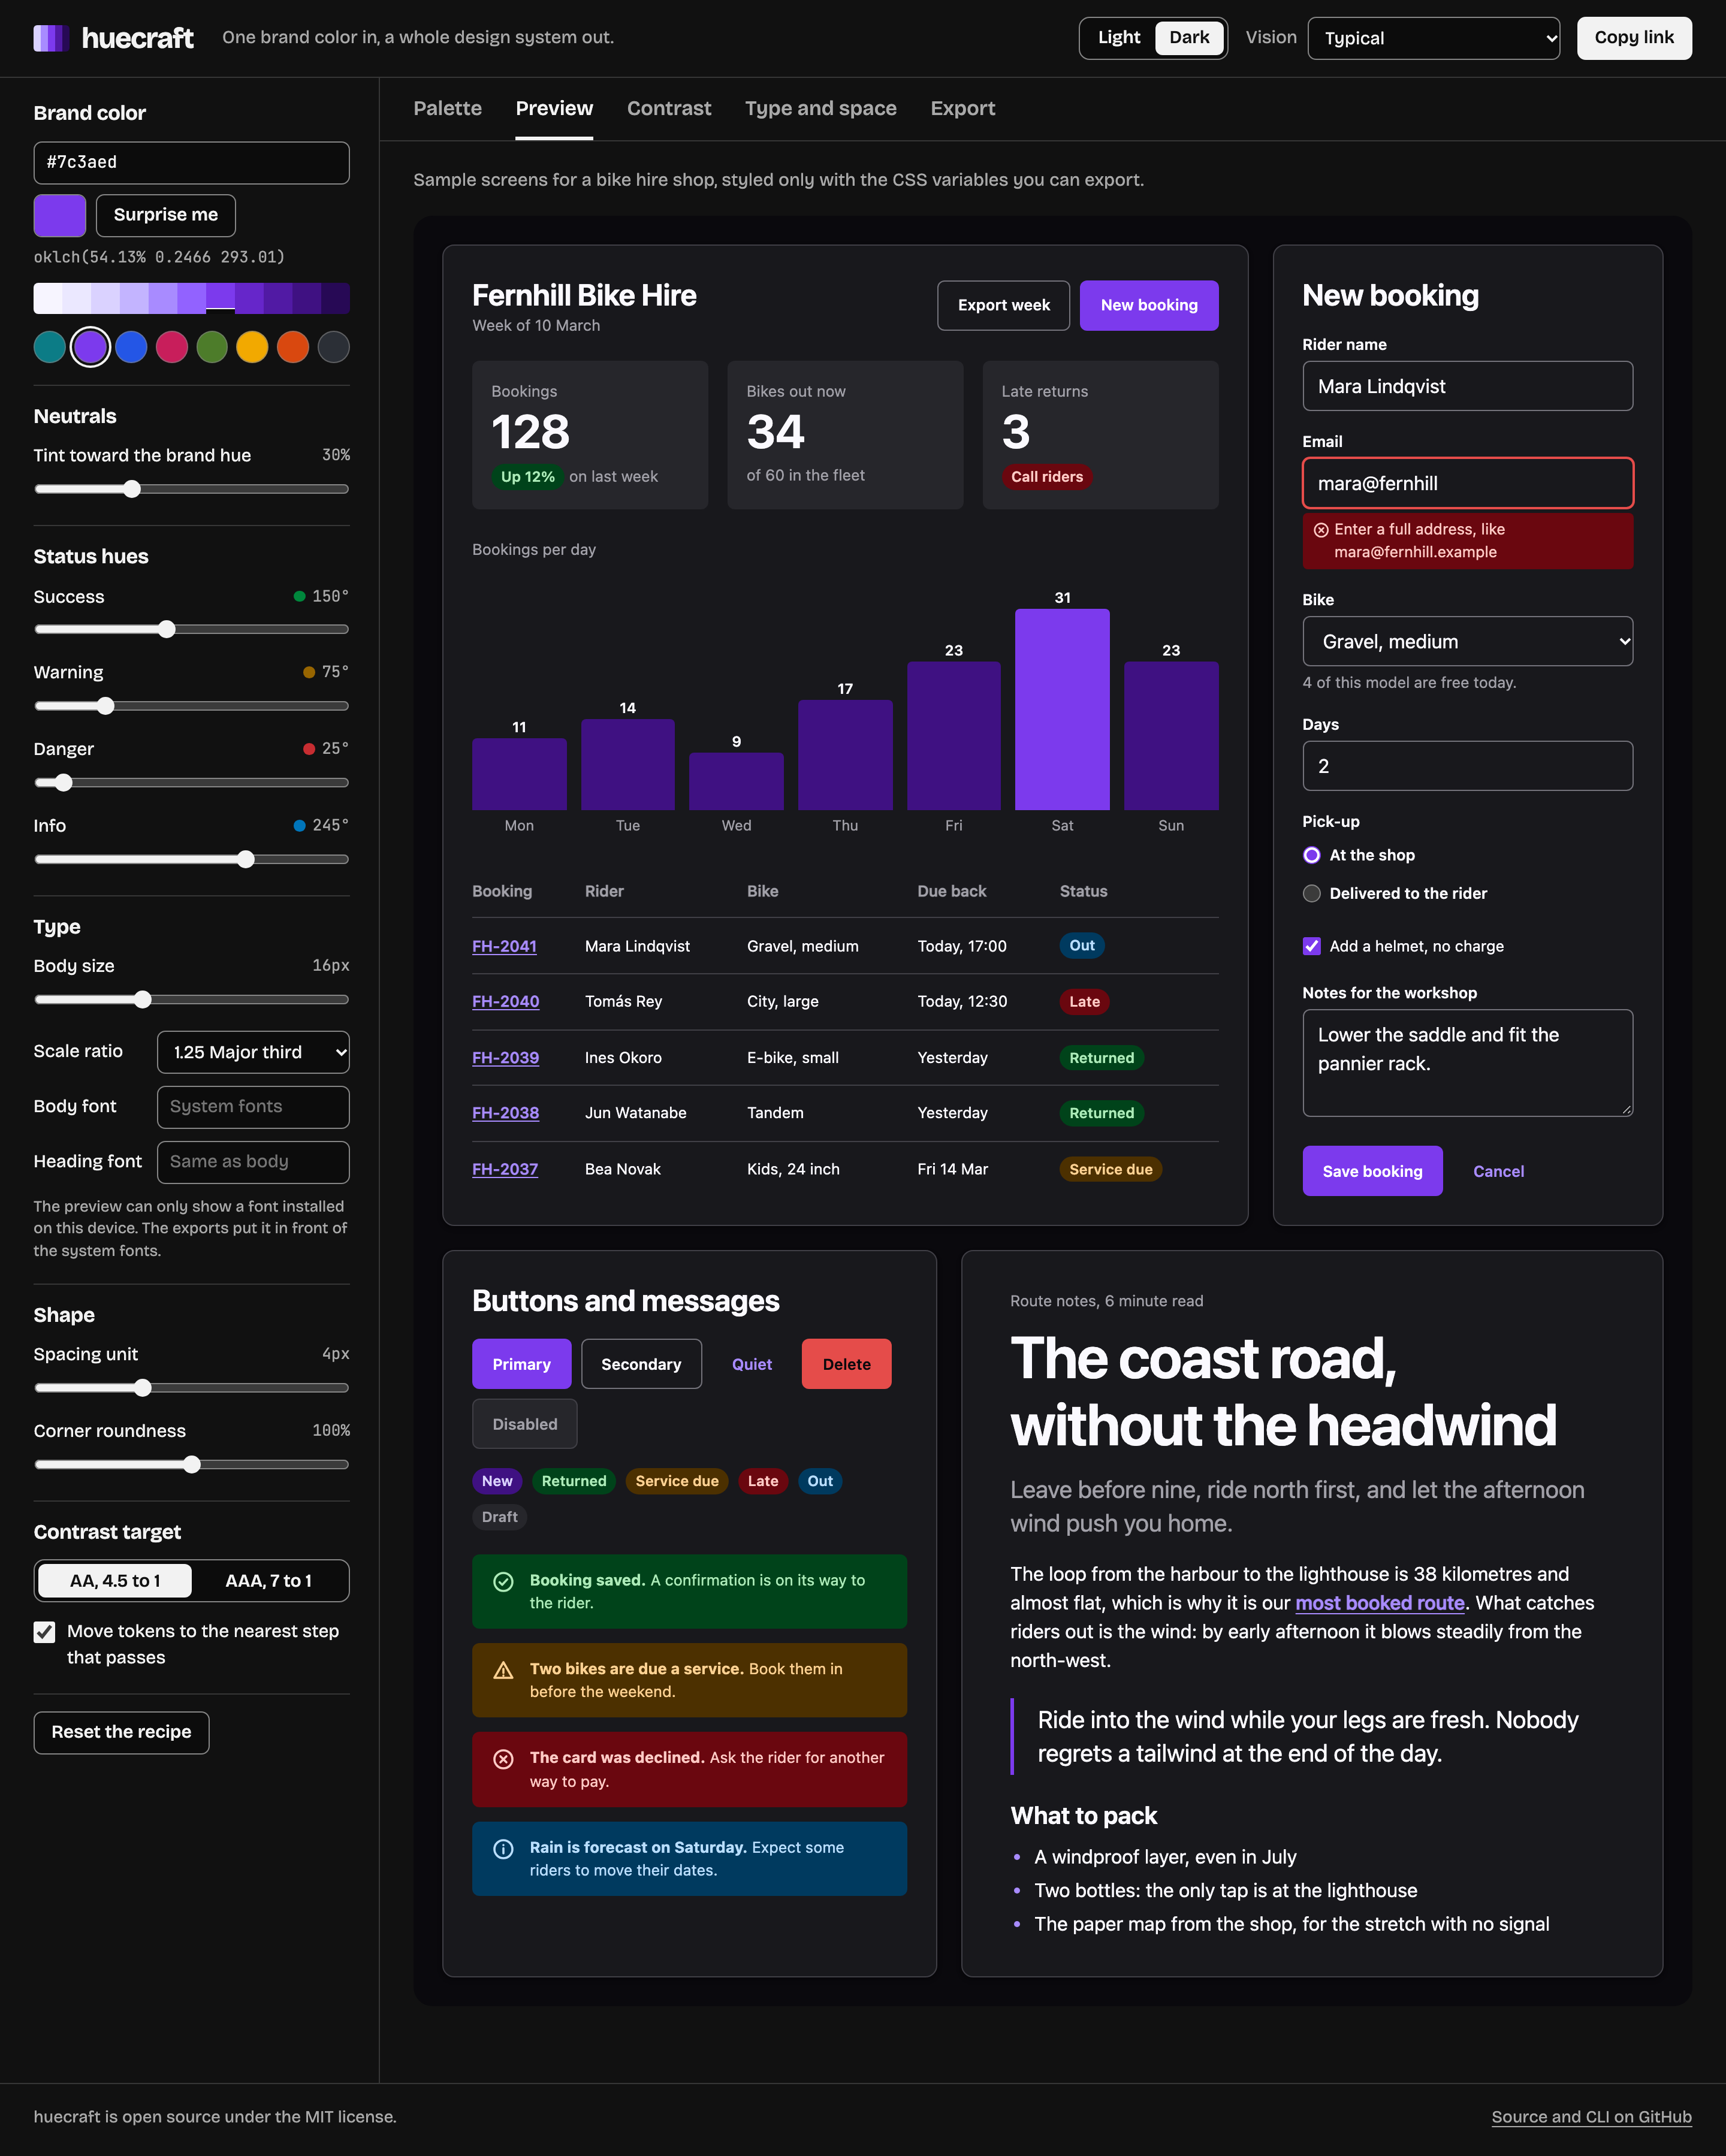 huecraft
One brand color in, a whole design system out.
Light Dark
Vision
Typical
Copy link
Brand color
#7c3aed
Surprise me
oklch(54.13% 0.2466 293.01)
Neutrals
Tint toward the brand hue 30%
Status hues
Success 150°
Warning 75°
Danger 25°
Info 245°
Type
Body size 16px
Scale ratio 1.25 Major third
Body font System fonts
Heading font Same as body
The preview can only show a font installed
on this device. The exports put it in front of
the system fonts.
Shape
Spacing unit 4px
Corner roundness 100%
Contrast target
AA, 4.5 to 1 AAA, 7 to 1
Move tokens to the nearest step
that passes
Reset the recipe
Palette Preview Contrast Type and space Export
Sample screens for a bike hire shop, styled only with the CSS variables you can export.
Fernhill Bike Hire
Week of 10 March
Export week New booking
Bookings
128
Up 12% on last week
Bikes out now
34
of 60 in the fleet
Late returns
3
Call riders
Bookings per day
11 14 9 17 23 31 23
Mon Tue Wed Thu Fri Sat Sun
Booking Rider Bike Due back Status
FH-2041 Mara Lindqvist Gravel, medium Today, 17:00 Out
FH-2040 Tomás Rey City, large Today, 12:30 Late
FH-2039 Ines Okoro E-bike, small Yesterday Returned
FH-2038 Jun Watanabe Tandem Yesterday Returned
FH-2037 Bea Novak Kids, 24 inch Fri 14 Mar Service due
New booking
Rider name
Mara Lindqvist
Email
mara@fernhill
Enter a full address, like
mara@fernhill.example
Bike
Gravel, medium
4 of this model are free today.
Days
2
Pick-up
At the shop
Delivered to the rider
Add a helmet, no charge
Notes for the workshop
Lower the saddle and fit the
pannier rack.
Save booking Cancel
Buttons and messages
Primary Secondary Quiet Delete
Disabled
New Returned Service due Late Out
Draft
Booking saved. A confirmation is on its way to
the rider.
Two bikes are due a service. Book them in
before the weekend.
The card was declined. Ask the rider for another
way to pay.
Rain is forecast on Saturday. Expect some
riders to move their dates.
Route notes, 6 minute read
The coast road,
without the headwind
Leave before nine, ride north first, and let the afternoon
wind push you home.
The loop from the harbour to the lighthouse is 38 kilometres and
almost flat, which is why it is our most booked route. What catches
riders out is the wind: by early afternoon it blows steadily from the
north-west.
Ride into the wind while your legs are fresh. Nobody
regrets a tailwind at the end of the day.
What to pack
A windproof layer, even in July
Two bottles: the only tap is at the lighthouse
The paper map from the shop, for the stretch with no signal
huecraft is open source under the MIT license.
Source and CLI on GitHub